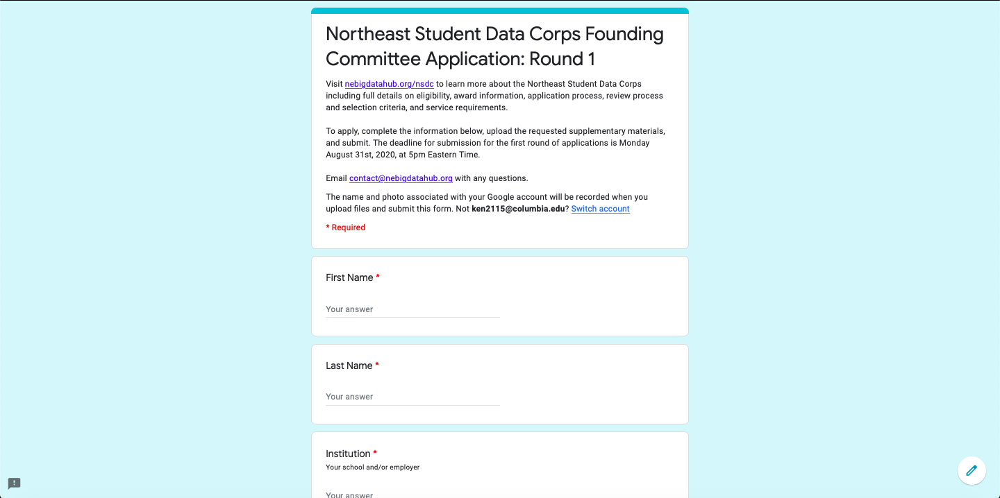 Northeast Student Data Corps Founding
Committee Application: Round 1
Visit nebigdatahub.org/nsdc to learn more about the Northeast Student Data Corps
including full details on eligibility, award information, application process, review process
and selection criteria, and service requirements.
To apply, complete the information below, upload the requested supplementary materials,
and submit. The deadline for submission for the first round of applications is Monday
August 31st, 2020, at 5pm Eastern Time.
Email contact@nebigdatahub.org with any questions.
The name and photo associated with your Google account will be recorded when you
upload files and submit this form. Not ken2115@columbia.edu? Switch account
* Required
First Name *
Your answer
Last Name *
Your answer
Institution *
Your school and/or employer
Your answer